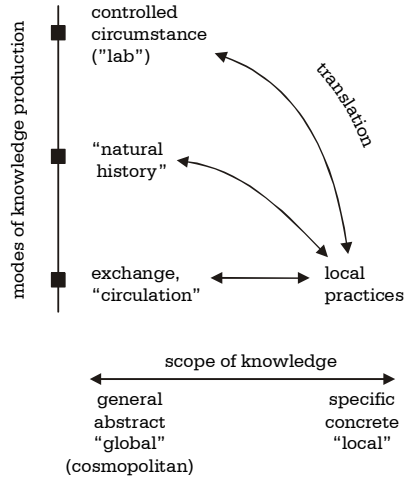 modes of knowledge production
controlled
circumstance
(”lab”)
translation
“natural
history”
exchange,
“circulation”
local
practices
scope of knowledge
general
abstract
“global”
(cosmopolitan)
specific
concrete
“local”